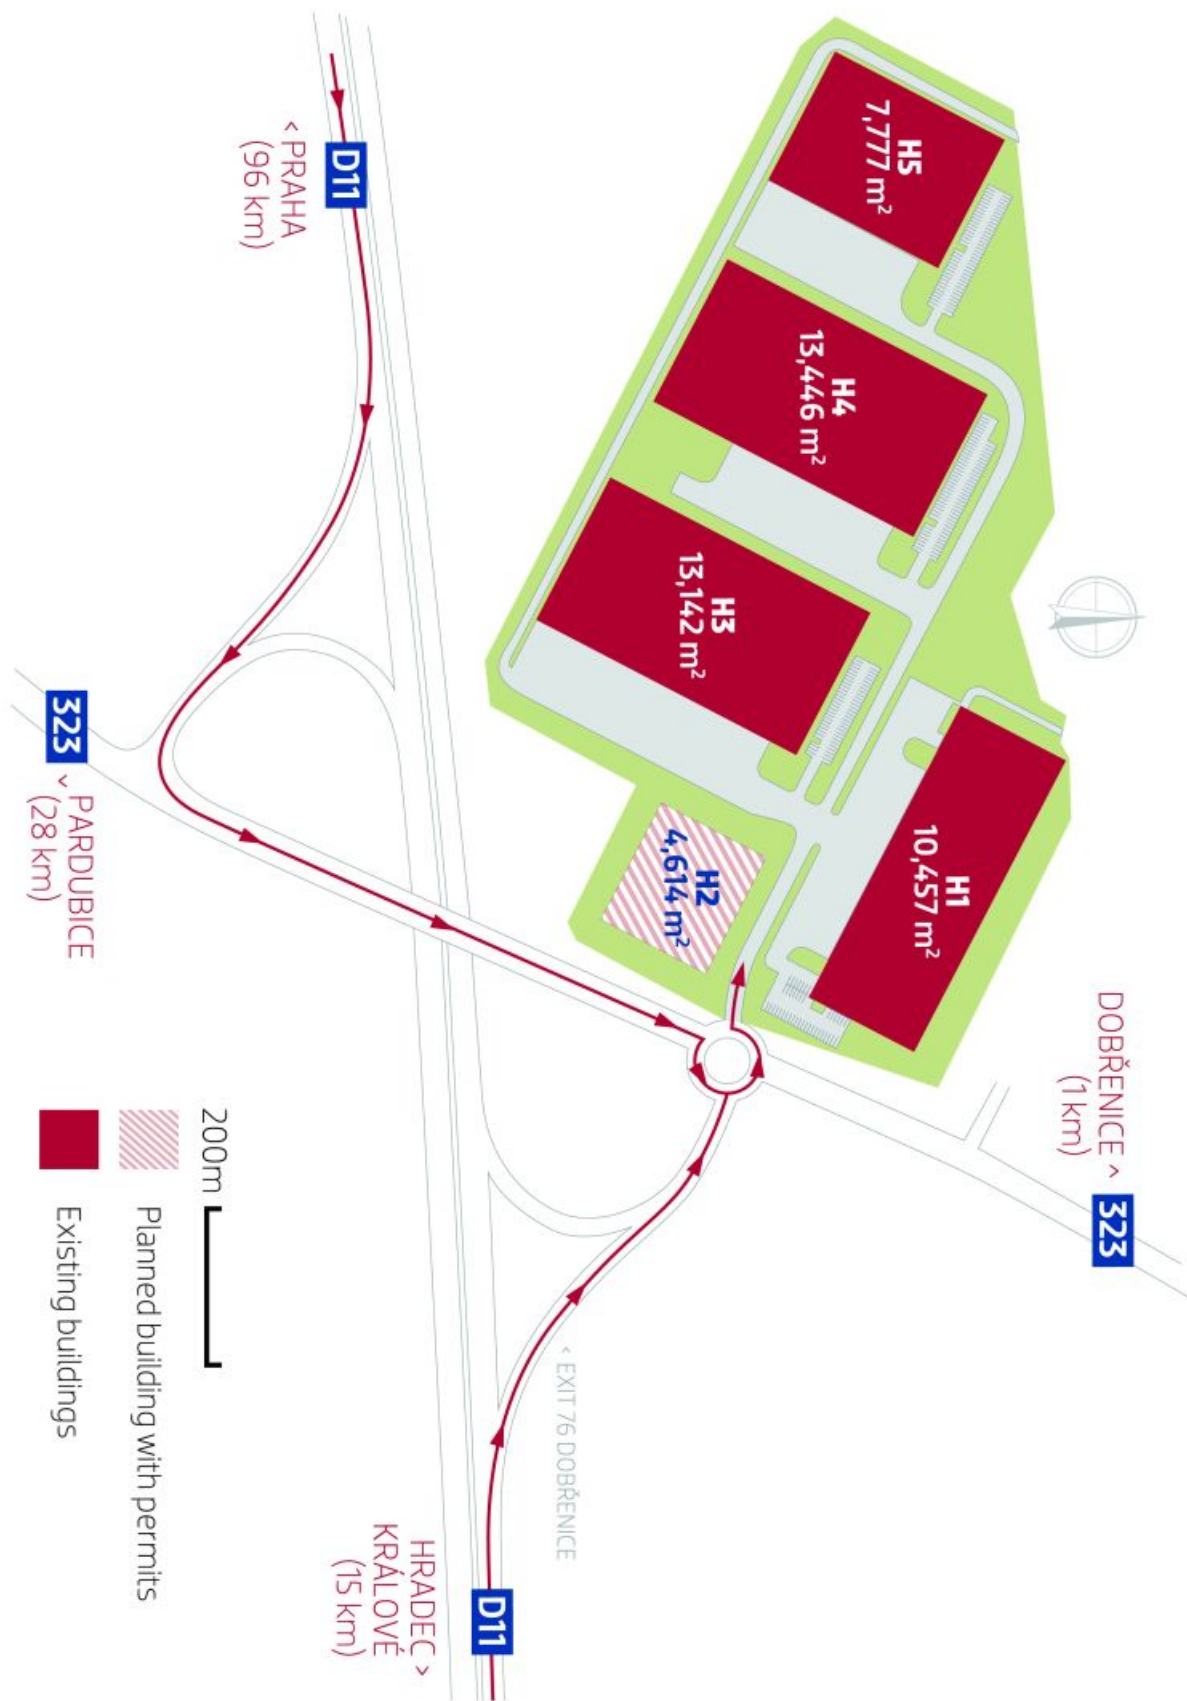 H5
7,777 m²
H4
13,446 m²
H3
13,142 m²
H1
10,457 m²
H2
4,614 m²
D11
< PRAHA
(96 km)
323
< PARDUBICE
(28 km)
DOBŘENICE >
(1 km)
323
< EXIT 76 DOBŘENICE
D11
HRADEC >
KRÁLOVÉ
(15 km)
200m
Planned building with permits
Existing buildings